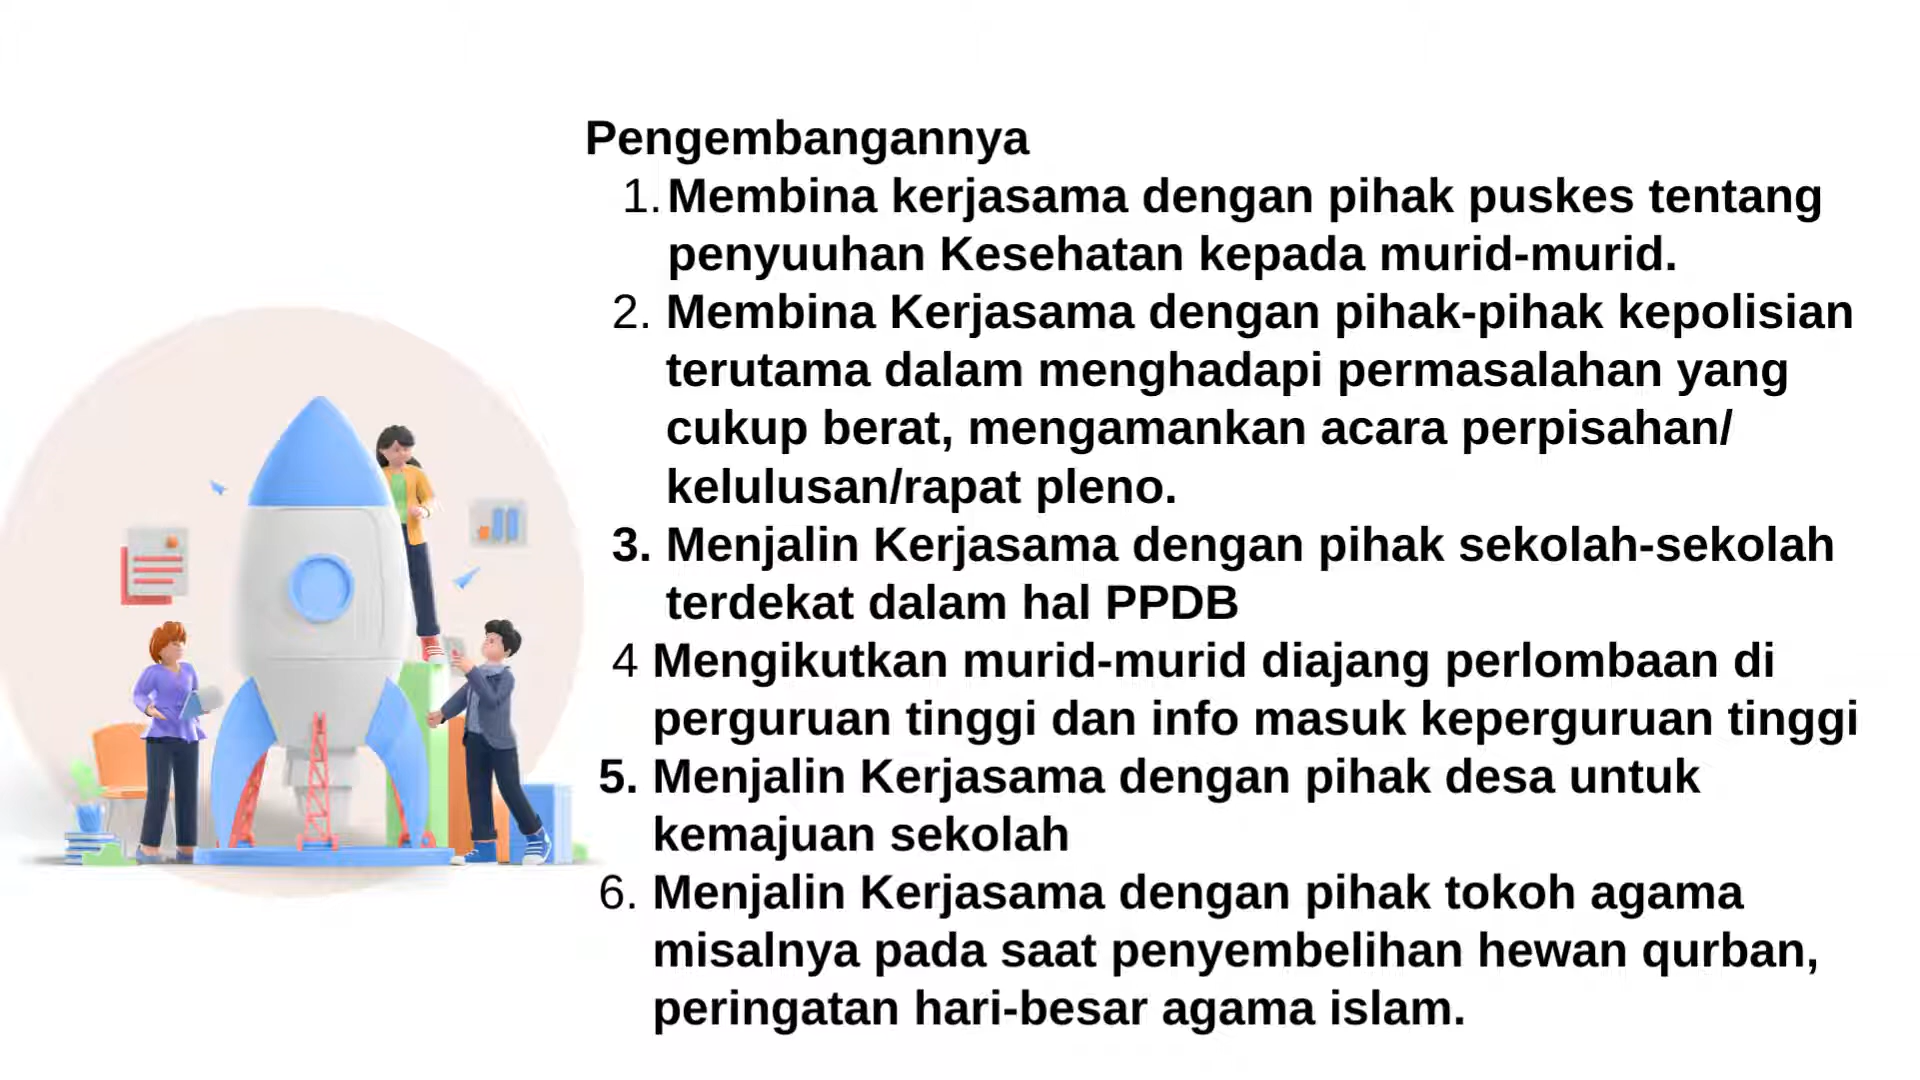 Pengembangannya
1. Membina kerjasama dengan pihak puskes tentang
penyuuhan Kesehatan kepada murid-murid.
2. Membina Kerjasama dengan pihak-pihak kepolisian
terutama dalam menghadapi permasalahan yang
cukup berat, mengamankan acara perpisahan/
kelulusan/rapat pleno.
3. Menjalin Kerjasama dengan pihak sekolah-sekolah
terdekat dalam hal PPDB
4 Mengikutkan murid-murid diajang perlombaan di
perguruan tinggi dan info masuk keperguruan tinggi
5. Menjalin Kerjasama dengan pihak desa untuk
kemajuan sekolah
6. Menjalin Kerjasama dengan pihak tokoh agama
misalnya pada saat penyembelihan hewan qurban,
peringatan hari-besar agama islam.